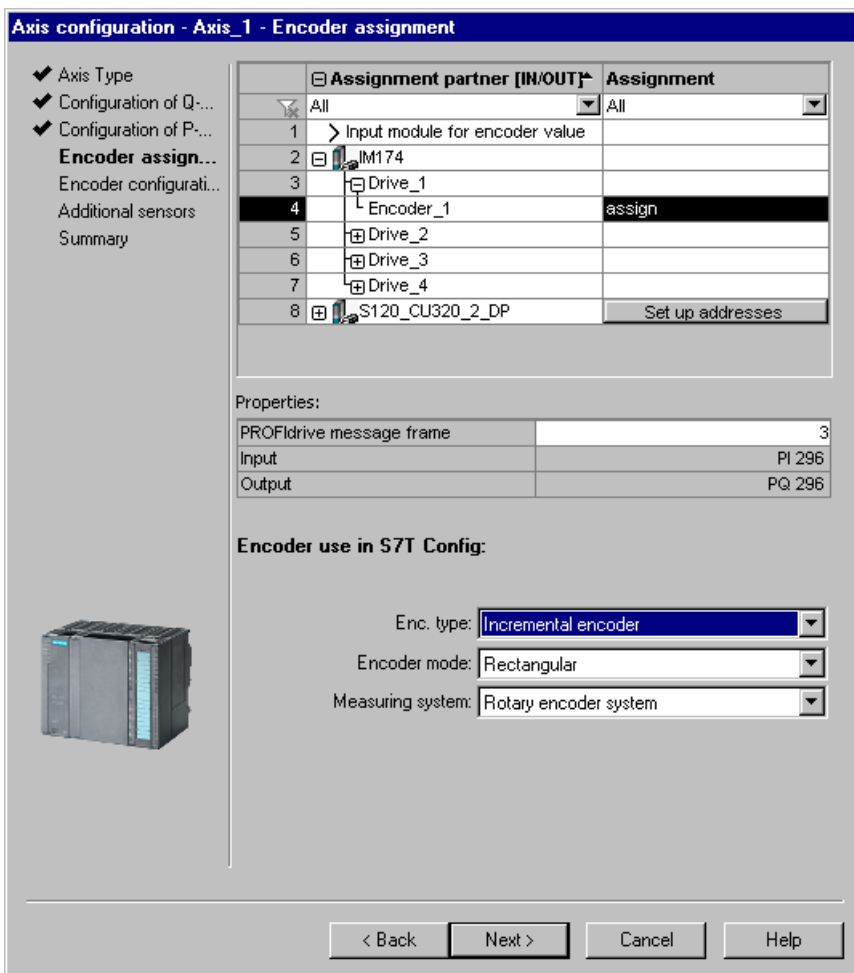 Axis configuration - Axis_1 - Encoder assignment
Axis Type
Configuration of Q-...
Configuration of P-...
Encoder assign...
Encoder configurati...
Additional sensors
Summary
Assignment partner [IN/OUT] Assignment
All All
1 Input module for encoder value
2 IM174
3 Drive_1
4 Encoder_1 assign
5 Drive_2
6 Drive_3
7 Drive_4
8 S120_CU320_2_DP Set up addresses
Properties:
PROFIdrive message frame 3
Input PI 296
Output PQ 296
Encoder use in S7T Config:
Enc. type: Incremental encoder
Encoder mode: Rectangular
Measuring system: Rotary encoder system
< Back Next > Cancel Help